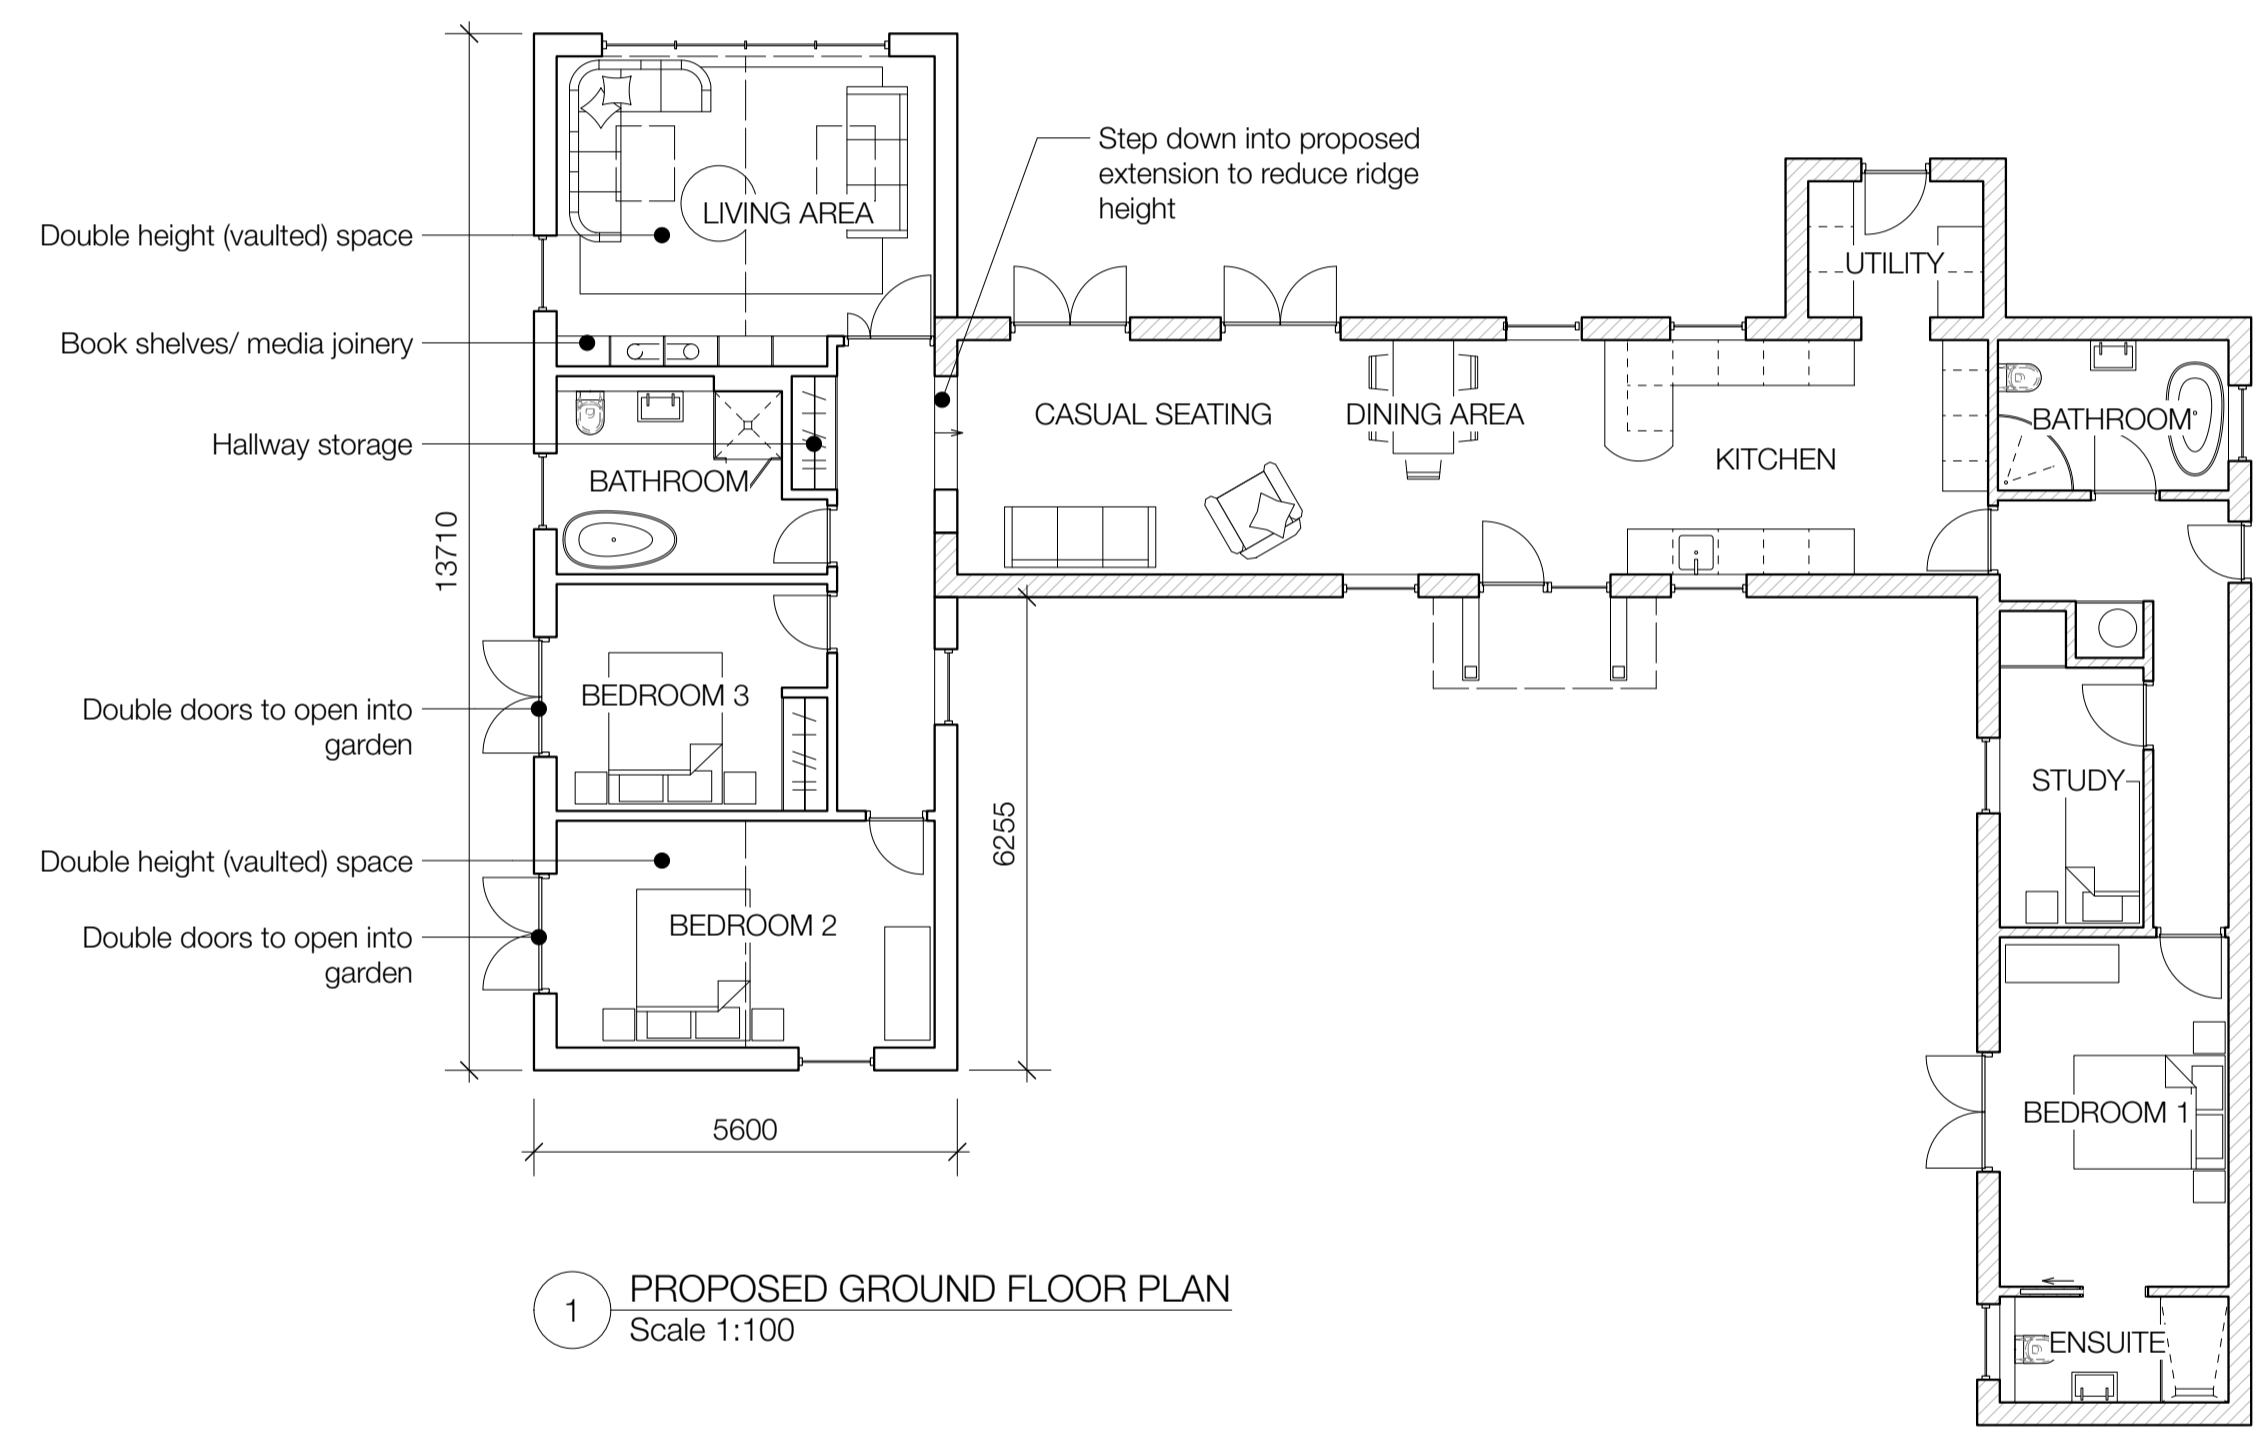 Step down into proposed
extension to reduce ridge
height
LIVING AREA
Double height (vaulted) space
UTILITY
Book shelves/ media joinery
CASUAL SEATING
DINING AREA
BATHROOM
Hallway storage
KITCHEN
BATHROOM
13710
BEDROOM 3
Double doors to open into
garden
STUDY
6255
Double height (vaulted) space
BEDROOM 2
Double doors to open into
garden
BEDROOM 1
5600
1
PROPOSED GROUND FLOOR PLAN
Scale 1:100
ENSUITE